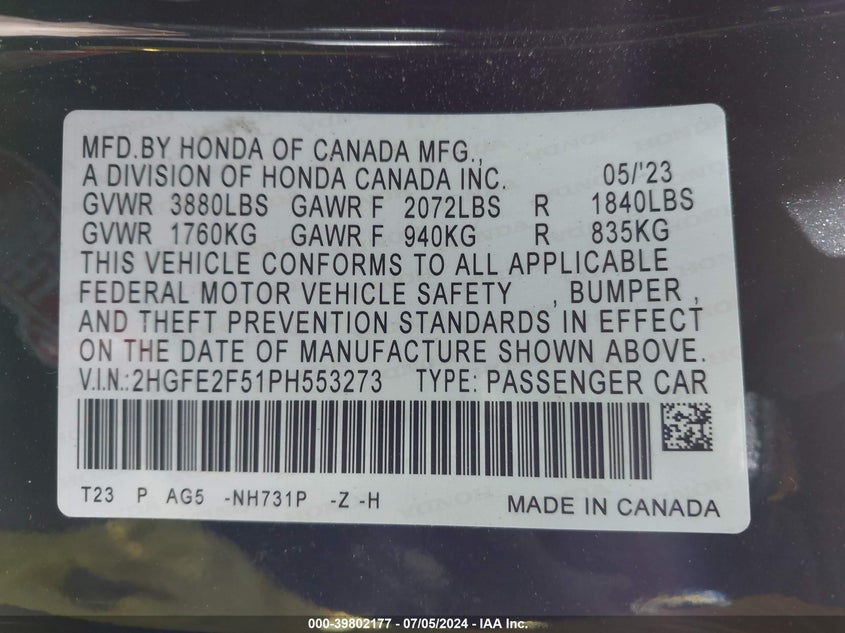 MFD.BY HONDA OF CANADA MFG.,
A DIVISION OF HONDA CANADA INC. 05/'23
GVWR 3880LBS GAWR F 2072LBS R 1840LBS
GVWR 1760KG GAWR F 940KG R 835KG
THIS VEHICLE CONFORMS TO ALL APPLICABLE
FEDERAL MOTOR VEHICLE SAFETY , BUMPER ,
AND THEFT PREVENTION STANDARDS IN EFFECT
ON THE DATE OF MANUFACTURE SHOWN ABOVE.
V.I.N.:2HGFE2F51PH553273 TYPE: PASSENGER CAR
T23 P AG5 -NH731P -Z -H MADE IN CANADA
000-39802177 / 07/05/2024 - IAA Inc.